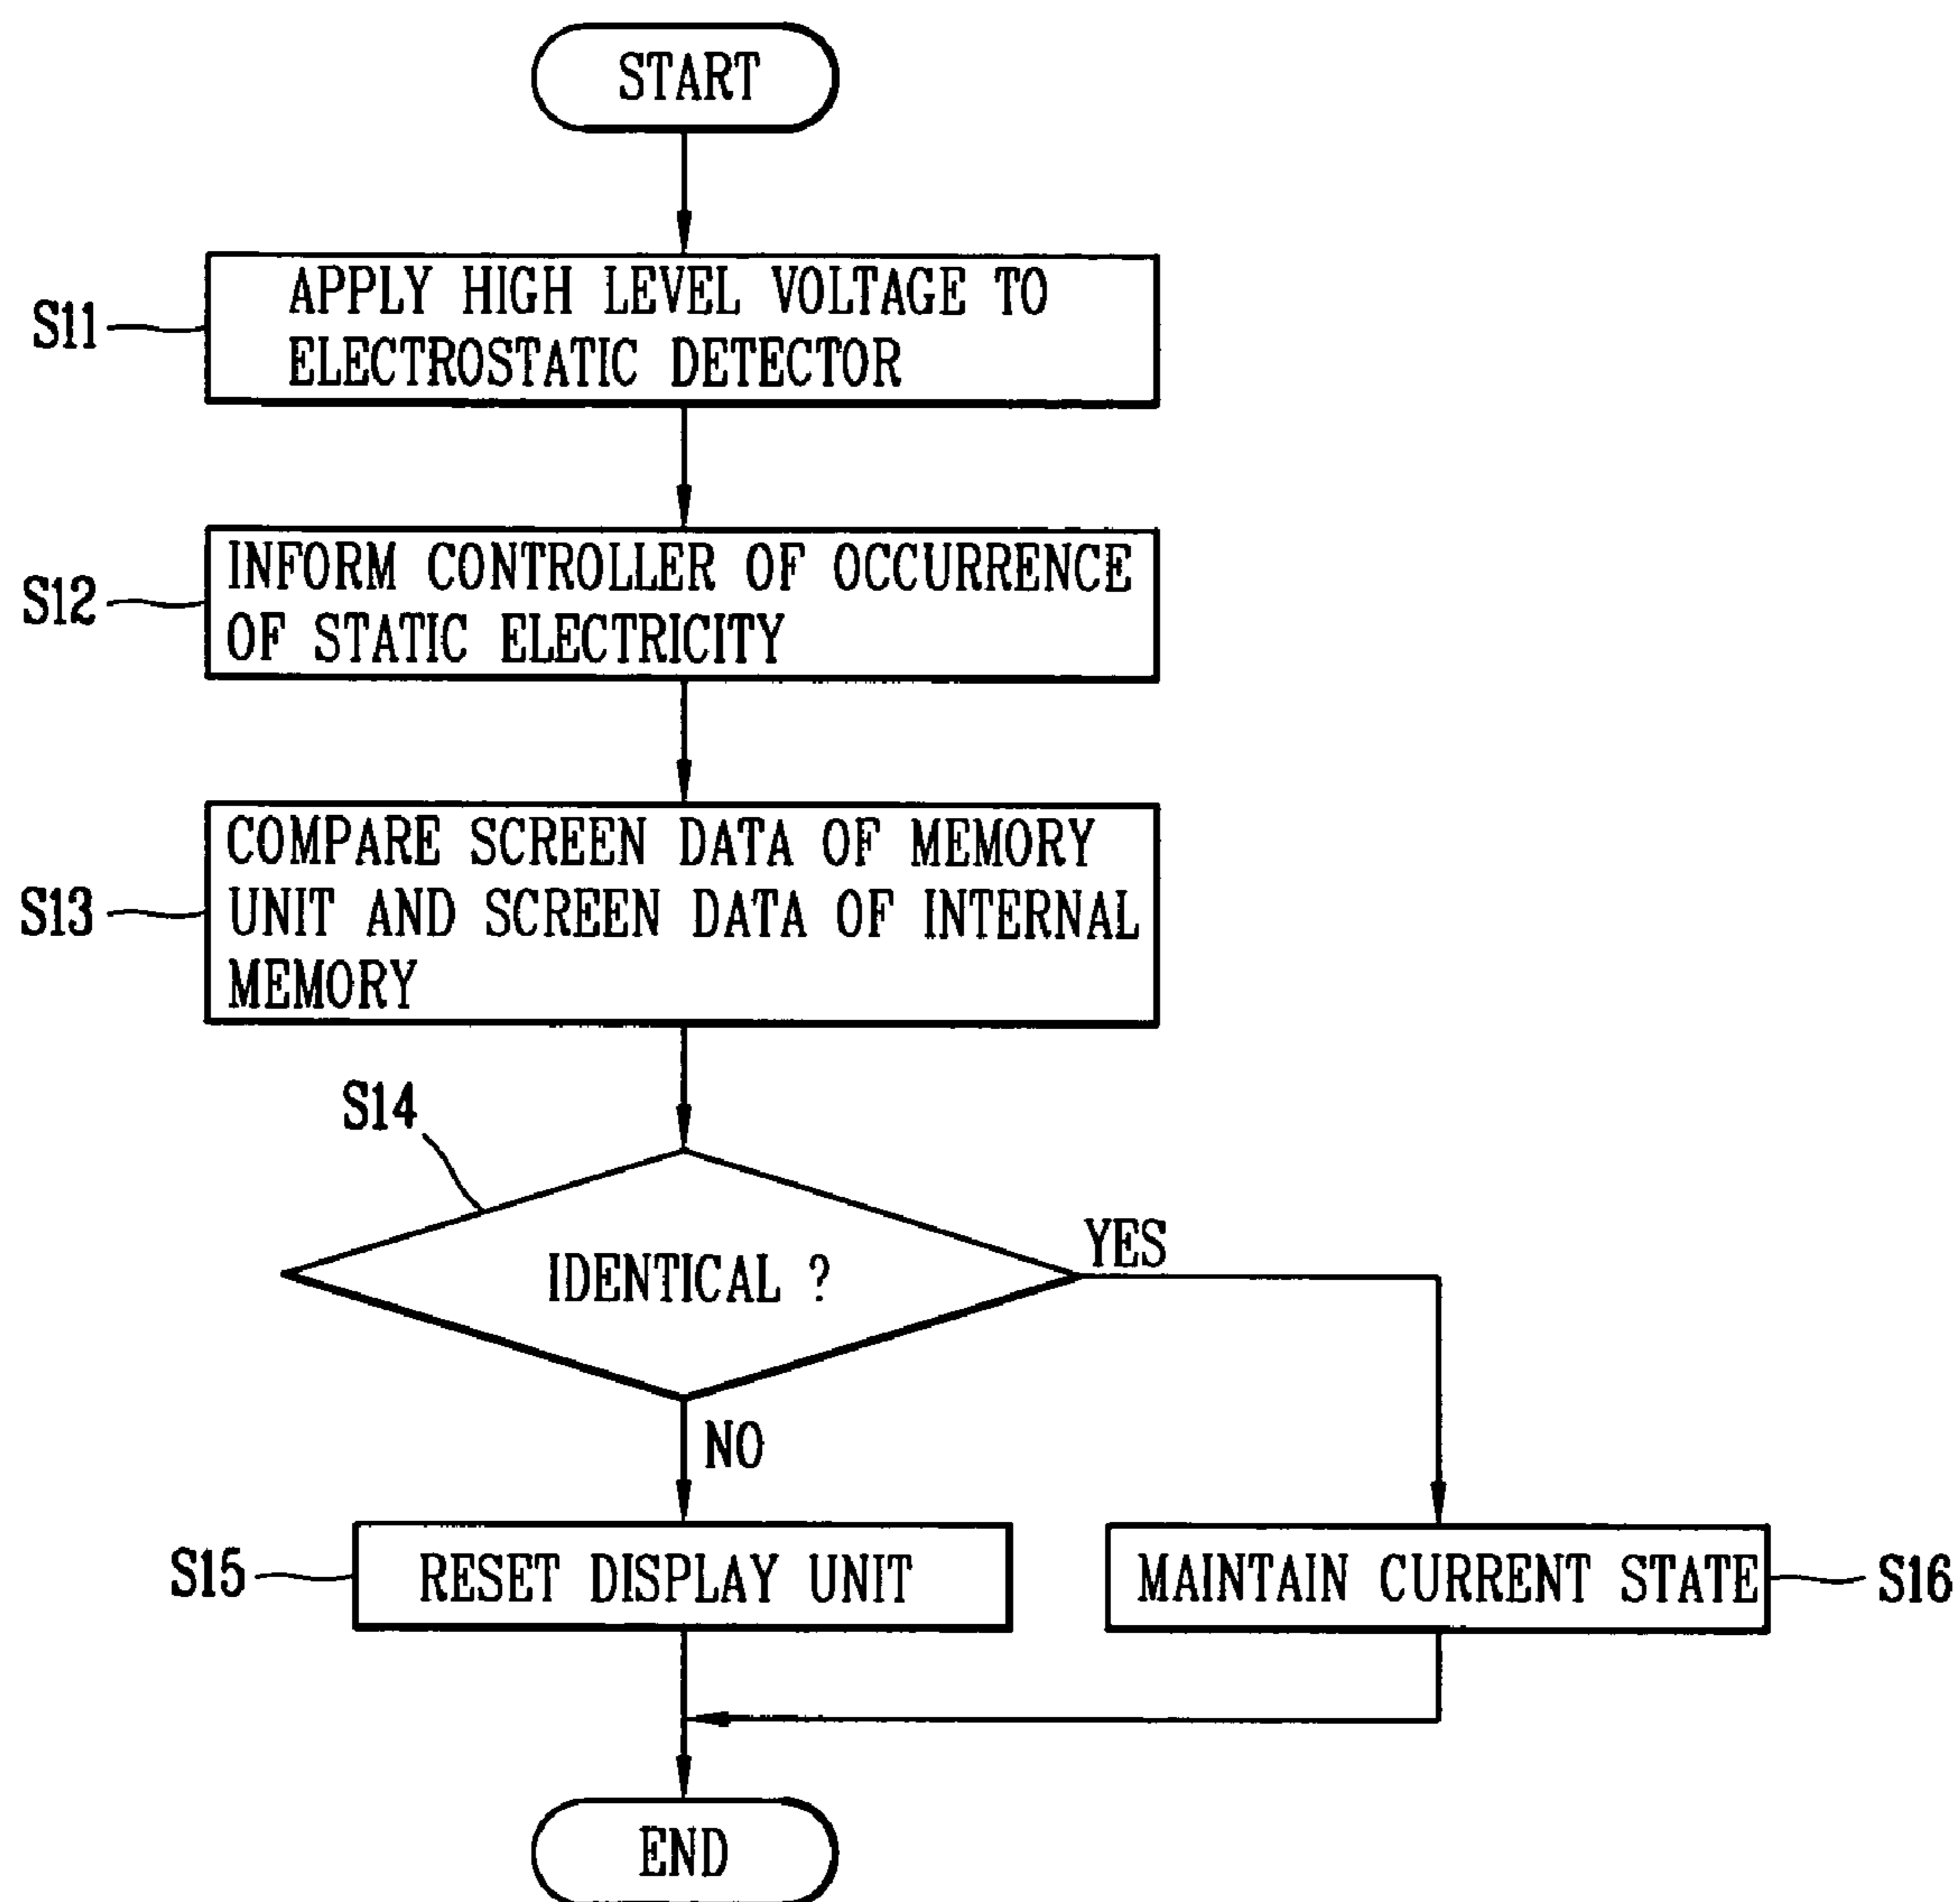 START
S11
APPLY HIGH LEVEL VOLTAGE TO
ELECTROSTATIC DETECTOR
S12
INFORM CONTROLLER OF OCCURRENCE
OF STATIC ELECTRICITY
S13
COMPARE SCREEN DATA OF MEMORY
UNIT AND SCREEN DATA OF INTERNAL
MEMORY
S14
IDENTICAL ?
YES
NO
S15
RESET DISPLAY UNIT
MAINTAIN CURRENT STATE
S16
END